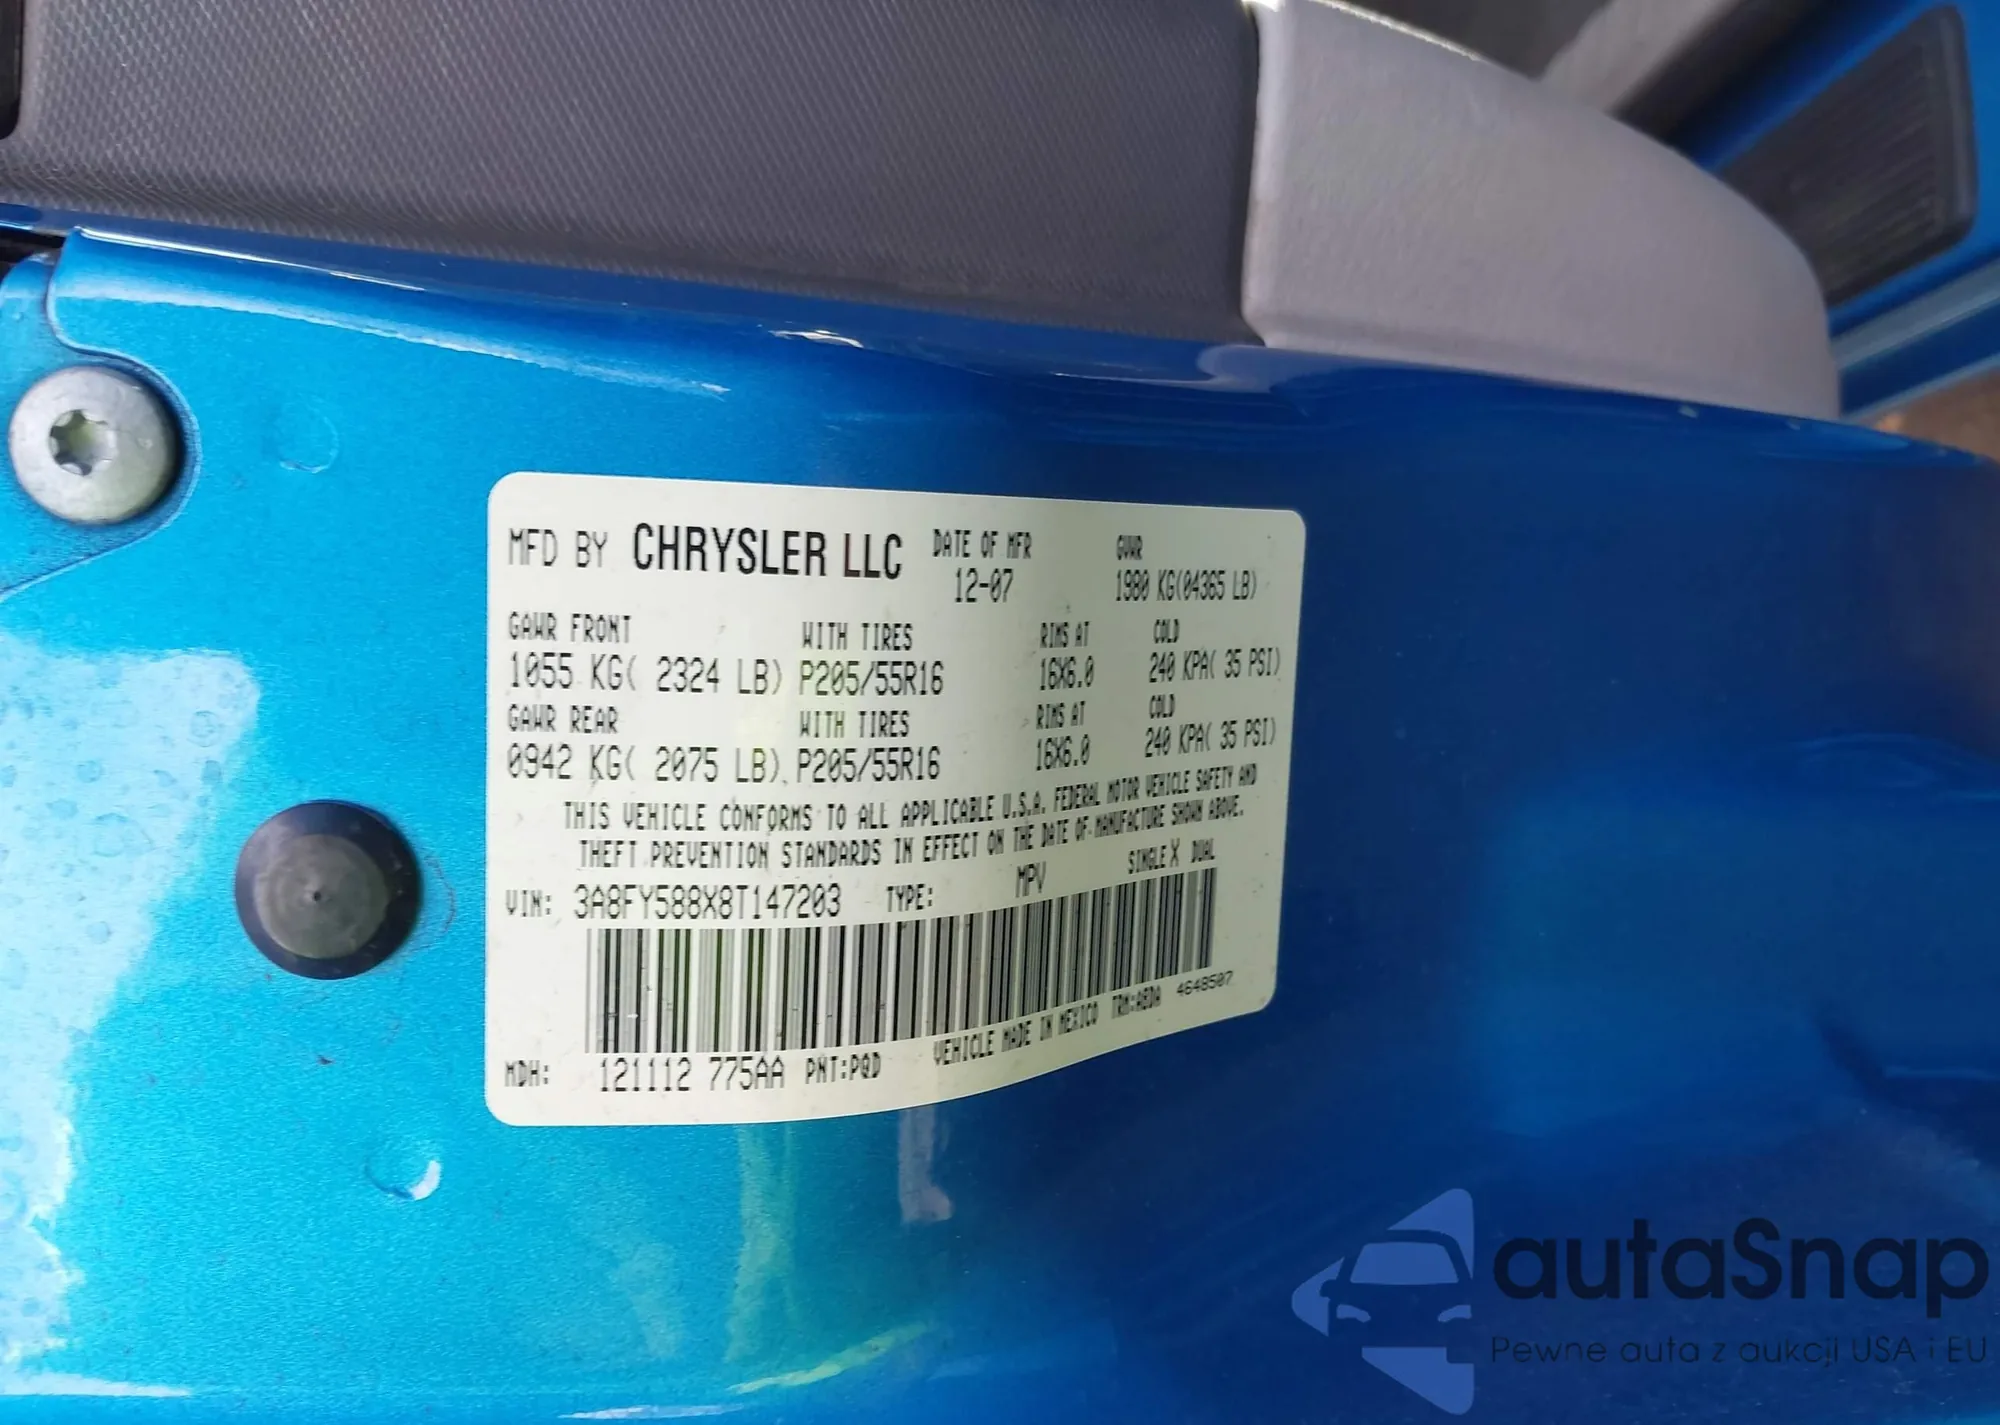 MFD BY CHRYSLER LLC DATE OF MFR GVWR
12-07 1980 KG(04365 LB)
GAWR FRONT WITH TIRES RIMS AT COLD
1055 KG( 2324 LB) P205/55R16 16X6.0 240 KPA( 35 PSI)
GAWR REAR WITH TIRES RIMS AT COLD
0942 KG( 2075 LB) P205/55R16 16X6.0 240 KPA( 35 PSI)
THIS VEHICLE CONFORMS TO ALL APPLICABLE U.S.A. FEDERAL MOTOR VEHICLE SAFETY AND
THEFT PREVENTION STANDARDS IN EFFECT ON THE DATE OF MANUFACTURE SHOWN ABOVE.
VIN: 3A8FY588X8T147203 TYPE: MPV SINGLE X DUAL
MDH: 121112 775AA PNT:PQD VEHICLE MADE IN MEXICO TRM:ABDA 4648507
autaSnap
Pewne auta z aukcji USA i EU